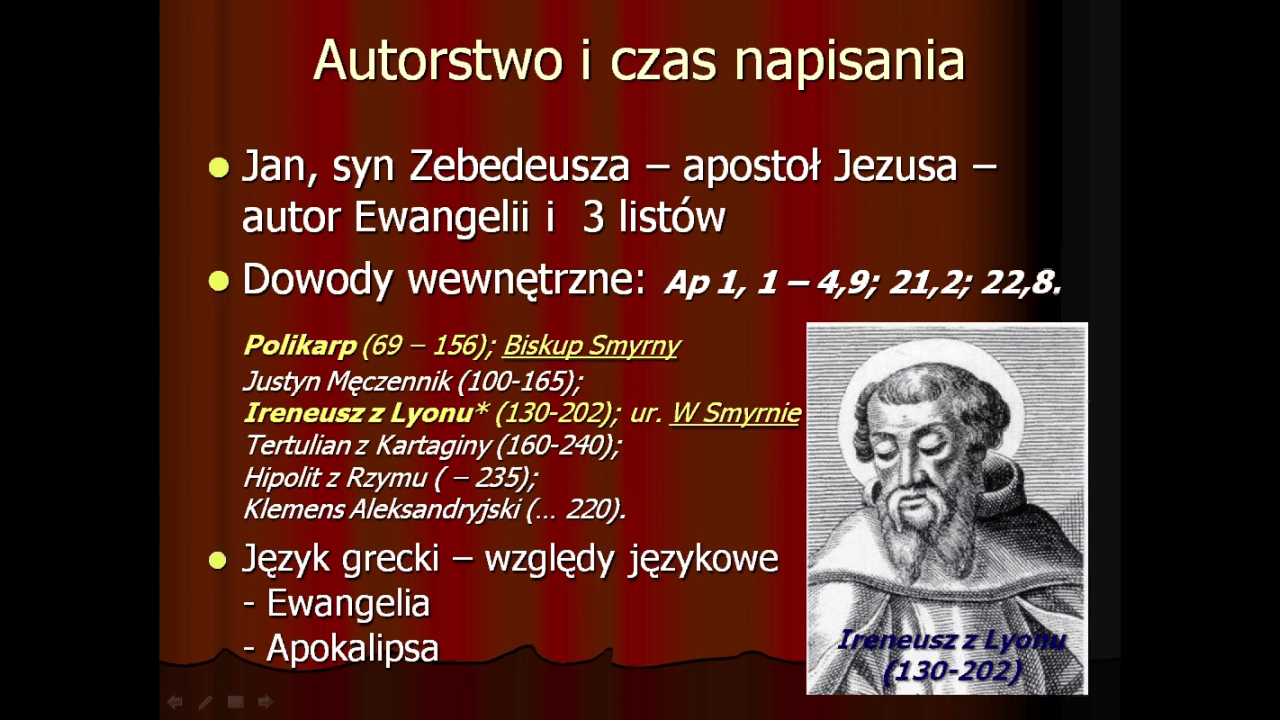 Autorstwo i czas napisania
Jan, syn Zebedeusza – apostoł Jezusa –
autor Ewangelii i 3 listów
Dowody wewnętrzne: Ap 1, 1 – 4,9; 21,2; 22,8.
Polikarp (69 – 156); Biskup Smyrny
Justyn Męczennik (100-165);
Ireneusz z Lyonu* (130-202); ur. W Smyrnie
Tertulian z Kartaginy (160-240);
Hipolit z Rzymu ( – 235);
Klemens Aleksandryjski (... 220).
Język grecki – względy językowe
- Ewangelia
- Apokalipsa
Ireneusz z Lyonu
(130-202)